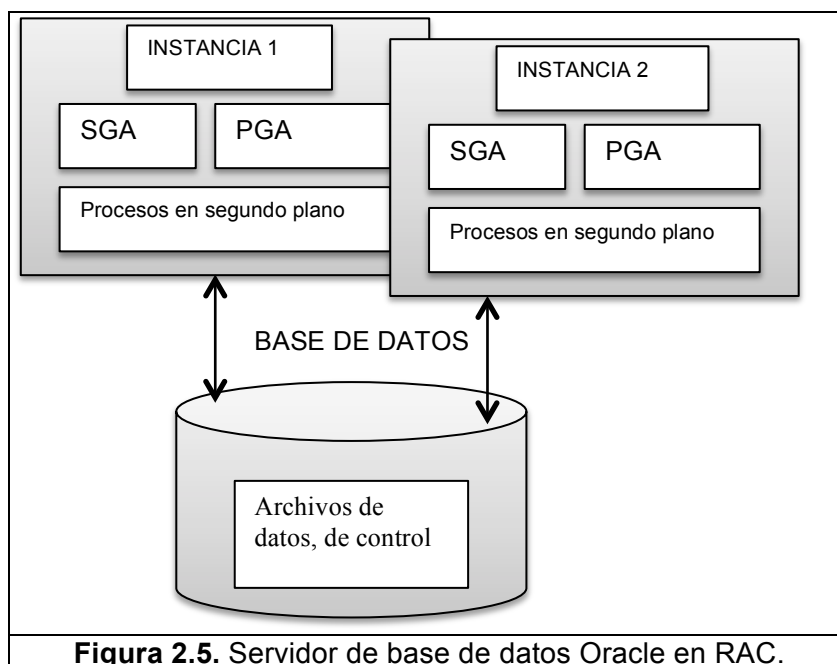 INSTANCIA 1
SGA
PGA
Procesos en segundo plano
INSTANCIA 2
SGA
PGA
Procesos en segundo plano
BASE DE DATOS
Archivos de
datos, de control
Figura 2.5. Servidor de base de datos Oracle en RAC.